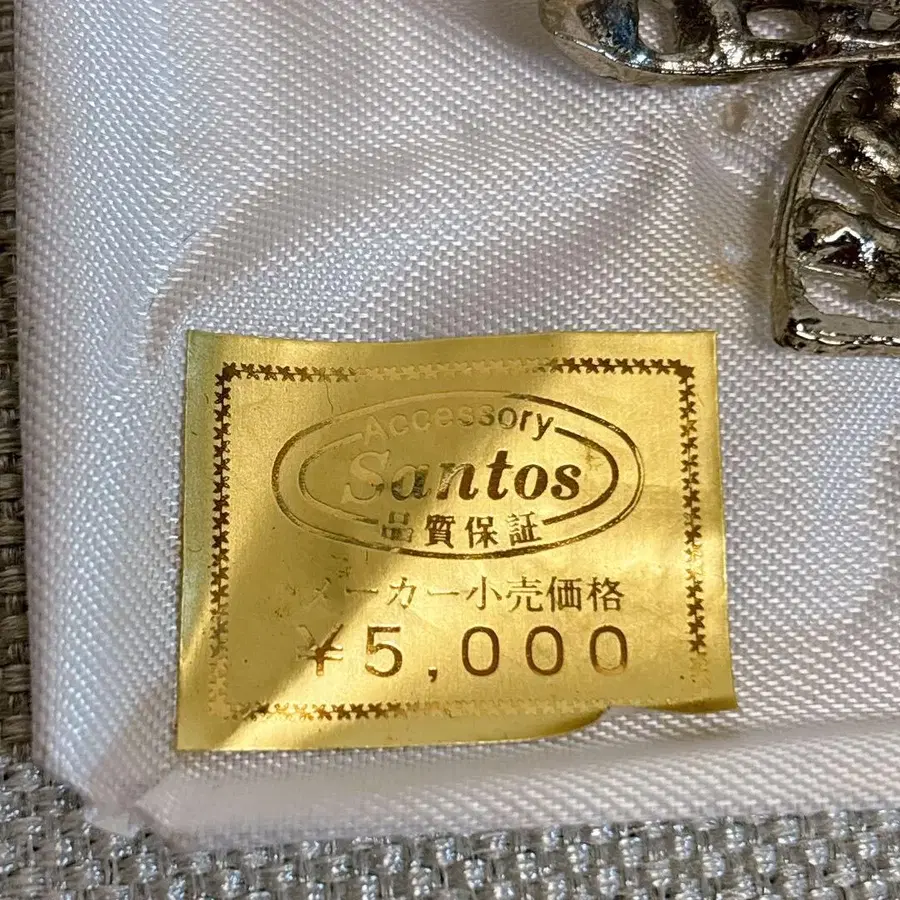 Accessory
Santos
品質保証
メーカー小売価格
¥5,000